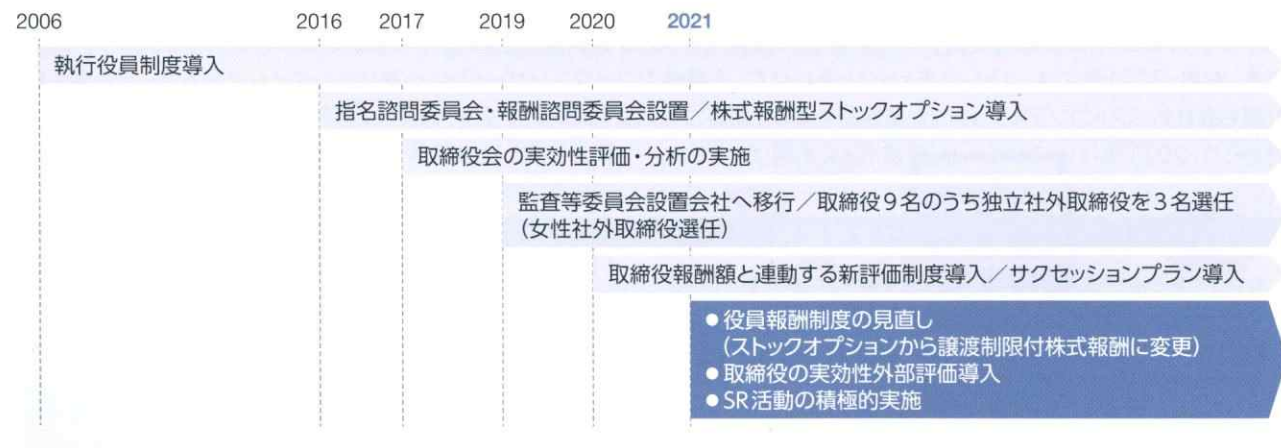 2006 2016 2017 2019 2020 2021
執行役員制度導入
指名諮問委員会・報酬諮問委員会設置／株式報酬型ストックオプション導入
取締役会の実効性評価・分析の実施
監査等委員会設置会社へ移行／取締役9名のうち独立社外取締役を3名選任
（女性社外取締役選任）
取締役報酬額と連動する新評価制度導入／サクセッションプラン導入
●役員報酬制度の見直し
（ストックオプションから譲渡制限付株式報酬に変更）
●取締役の実効性外部評価導入
●SR活動の積極的実施